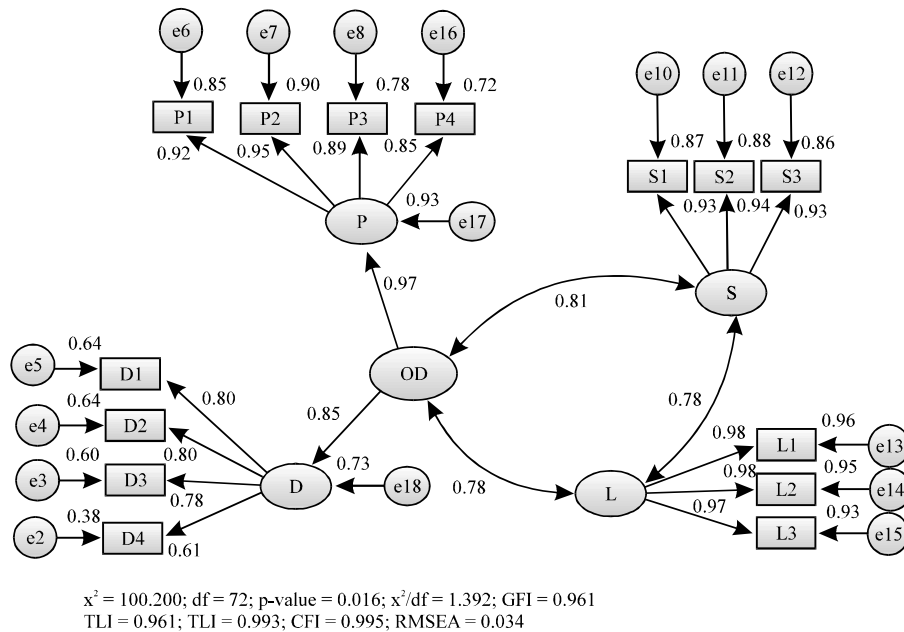 e6 e7 e8 e16
0.85 0.90 0.78 0.72
P1 P2 P3 P4
0.92 0.95 0.89 0.85
P 0.93 e17
0.97
e10 e11 e12
0.87 0.88 0.86
S1 S2 S3
0.93 0.94 0.93
S
0.81
OD
0.78
0.78
0.85
e5 0.64 D1 0.80
e4 0.64 D2 0.80
e3 0.60 D3 0.78
e2 0.38 D4 0.61
D 0.73 e18
L
0.98 L1 0.96 e13
0.98 L2 0.95 e14
0.97 L3 0.93 e15
x² = 100.200; df = 72; p-value = 0.016; x²/df = 1.392; GFI = 0.961
TLI = 0.961; TLI = 0.993; CFI = 0.995; RMSEA = 0.034